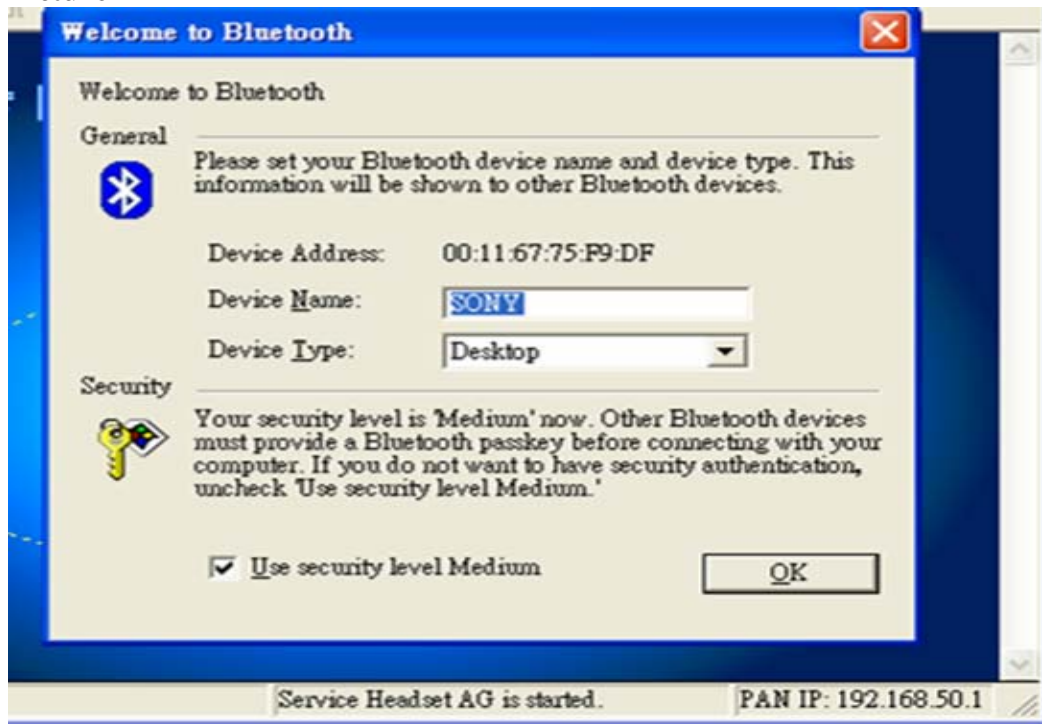 Welcome to Bluetooth
Welcome to Bluetooth
General
Please set your Bluetooth device name and device type. This
information will be shown to other Bluetooth devices.
Device Address: 00:11:67:75:F9:DF
Device Name: SONY
Device Type: Desktop
Security
Your security level is 'Medium' now. Other Bluetooth devices
must provide a Bluetooth passkey before connecting with your
computer. If you do not want to have security authentication,
uncheck 'Use security level Medium.'
Use security level Medium
OK
Service Headset AG is started. PAN IP: 192.168.50.1